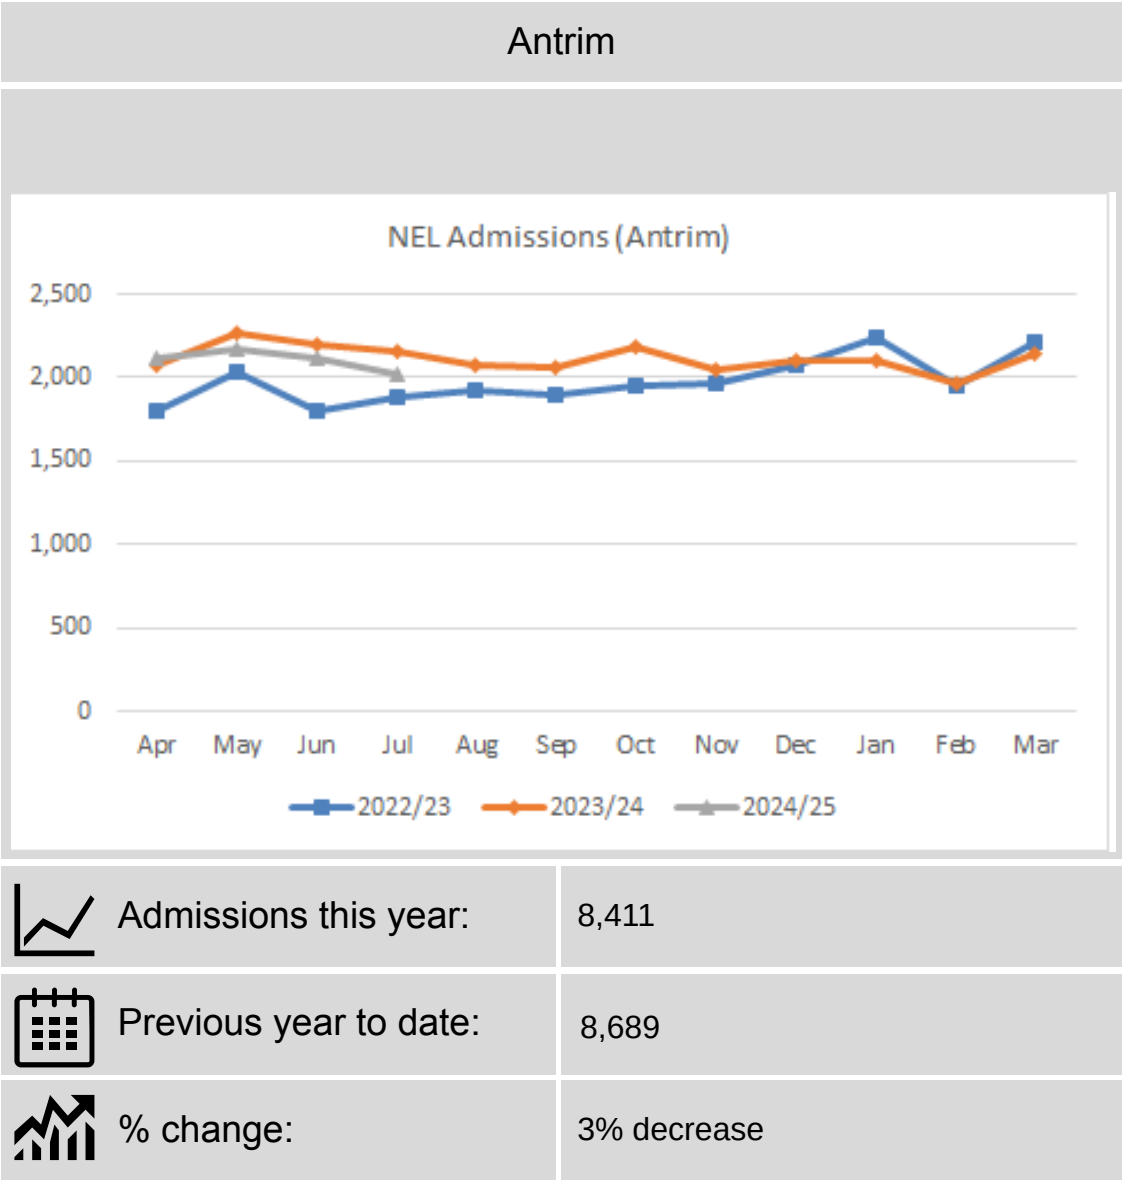 Antrim
NEL Admissions (Antrim)
2,500
2,000
1,500
1,000
500
0
Apr May Jun Jul Aug Sep Oct Nov Dec Jan Feb Mar
2022/23 2023/24 2024/25
Admissions this year: 8,411
Previous year to date: 8,689
% change: 3% decrease